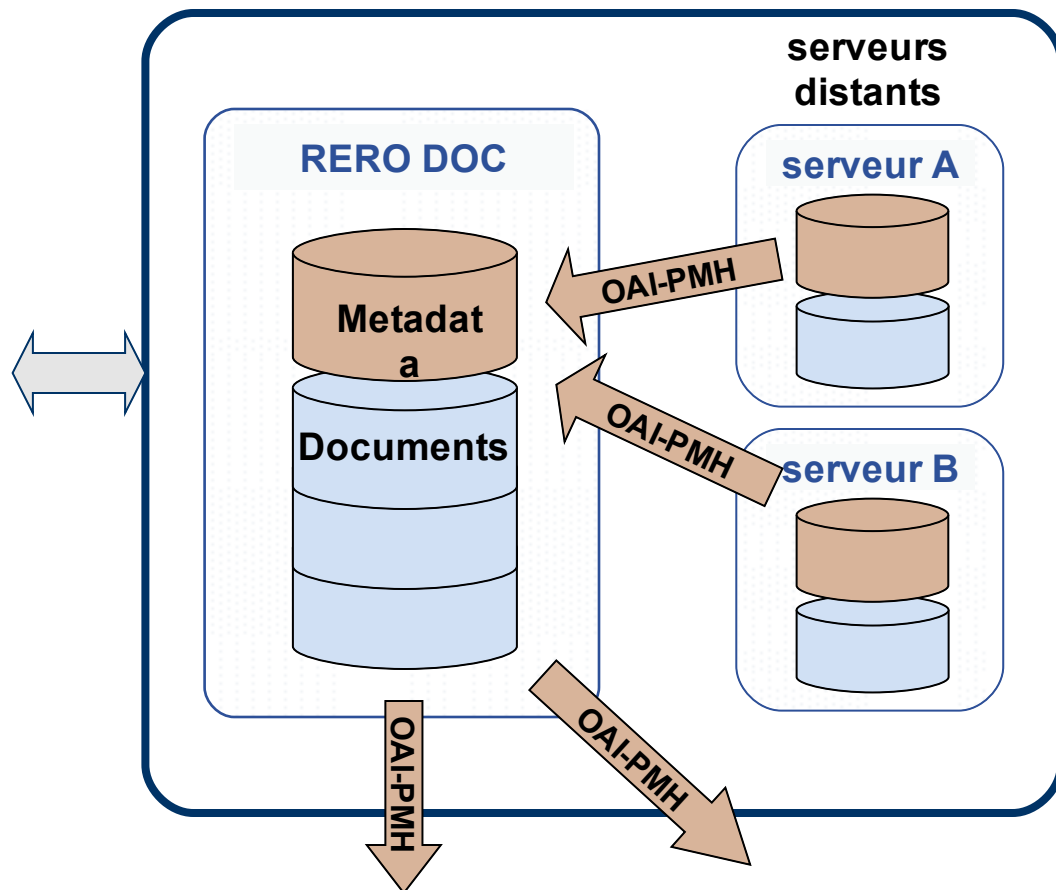 serveurs
distants
RERO DOC
serveur A
OAI-PMH
Metadat
a
OAI-PMH
Documents
serveur B
OAI-PMH
OAI-PMH